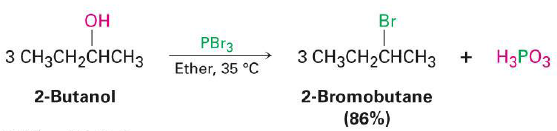 OH
Br
PBr₃
3 CH₃CH₂CHCH₃
Ether, 35 °C
3 CH₃CH₂CHCH₃ + H₃PO₃
2-Butanol
2-Bromobutane
(86%)